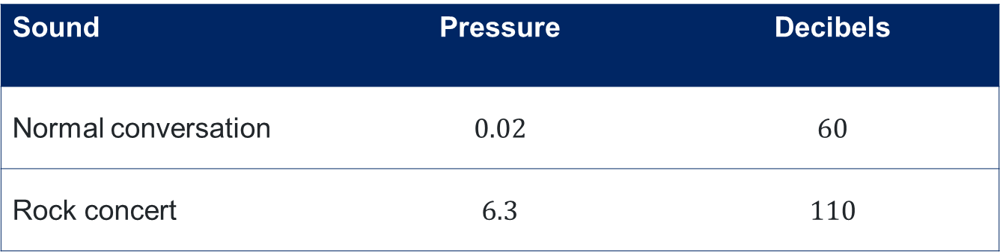 Sound Pressure Decibels
Normal conversation 0.02 60
Rock concert 6.3 110